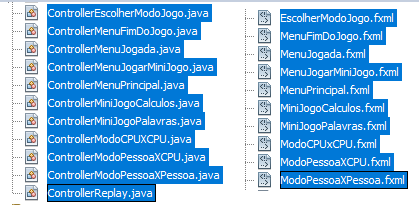 ControllerEscolherModoJogo.java
ControllerMenuFimDoJogo.java
ControllerMenuJogada.java
ControllerMenuJogarMiniJogo.java
ControllerMenuPrincipal.java
ControllerMiniJogoCalculos.java
ControllerMiniJogoPalavras.java
ControllerModoCPUXCPU.java
ControllerModoPessoaXCPU.java
ControllerModoPessoaXPessoa.java
ControllerReplay.java
EscolherModoJogo.fxml
MenuFimDoJogo.fxml
MenuJogada.fxml
MenuJogarMiniJogo.fxml
MenuPrincipal.fxml
MiniJogoCalculos.fxml
MiniJogoPalavras.fxml
ModoCPUxCPU.fxml
ModoPessoaXCPU.fxml
ModoPessoaXPessoa.fxml